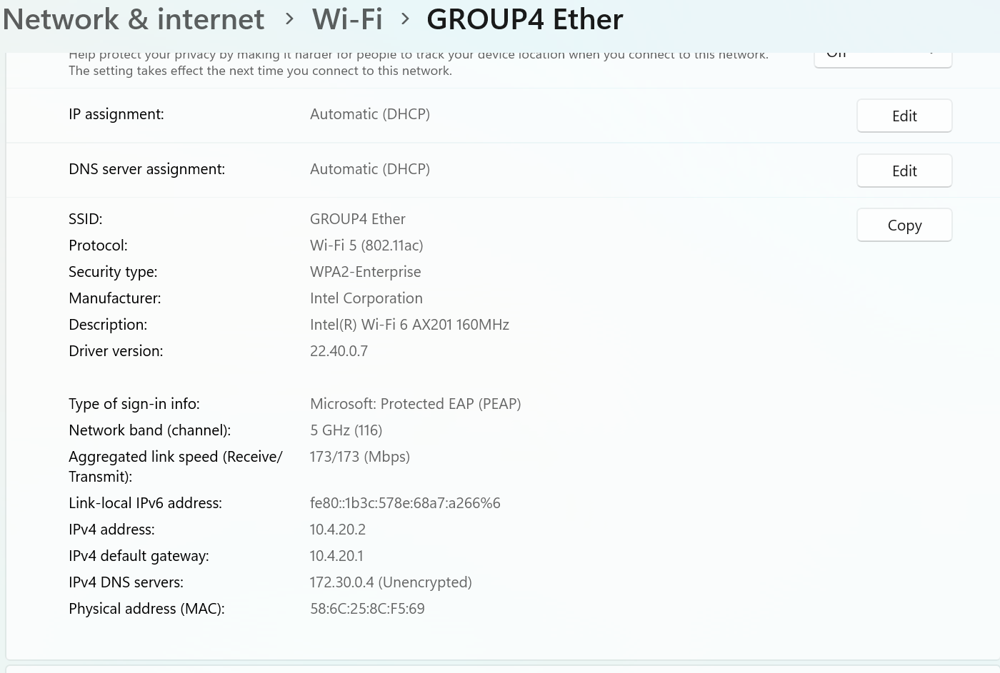 Network & internet > Wi-Fi > GROUP4 Ether
Help protect your privacy by making it harder for people to track your device location when you connect to this network.
The setting takes effect the next time you connect to this network.
Off
IP assignment: Automatic (DHCP) Edit
DNS server assignment: Automatic (DHCP) Edit
SSID: GROUP4 Ether Copy
Protocol: Wi-Fi 5 (802.11ac)
Security type: WPA2-Enterprise
Manufacturer: Intel Corporation
Description: Intel(R) Wi-Fi 6 AX201 160MHz
Driver version: 22.40.0.7
Type of sign-in info: Microsoft: Protected EAP (PEAP)
Network band (channel): 5 GHz (116)
Aggregated link speed (Receive/ 173/173 (Mbps)
Transmit):
Link-local IPv6 address: fe80::1b3c:578e:68a7:a266%6
IPv4 address: 10.4.20.2
IPv4 default gateway: 10.4.20.1
IPv4 DNS servers: 172.30.0.4 (Unencrypted)
Physical address (MAC): 58:6C:25:8C:F5:69